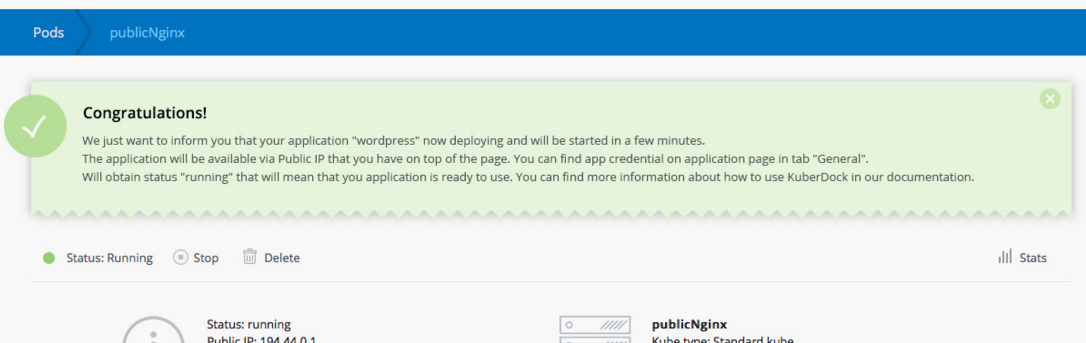 Pods
publicNginx
Congratulations!
We just want to inform you that your application "wordpress" now deploying and will be started in a few minutes.
The application will be available via Public IP that you have on top of the page. You can find app credential on application page in tab "General".
Will obtain status "running" that will mean that you application is ready to use. You can find more information about how to use KuberDock in our documentation.
Status: Running
Stop
Delete
Stats
Status: running
Public IP: 194.44.0.1
publicNginx
Kube type: Standard kube